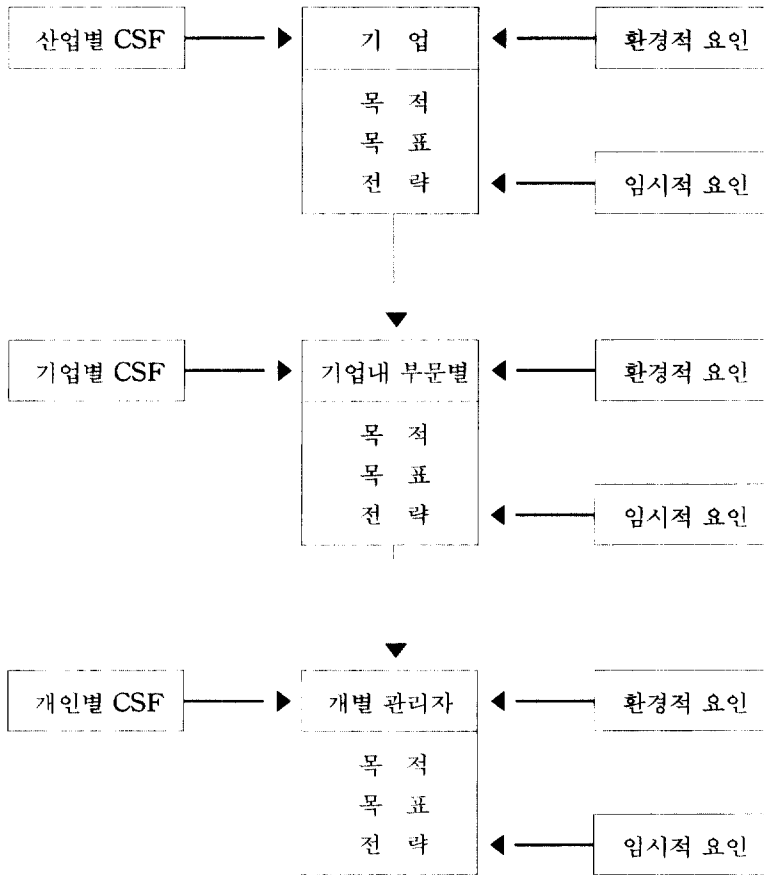 산업별 CSF
기 업
환경적 요인
목 적
목 표
전 략
임시적 요인
기업별 CSF
기업내 부문별
환경적 요인
목 적
목 표
전 략
임시적 요인
개인별 CSF
개별 관리자
환경적 요인
목 적
목 표
전 략
임시적 요인